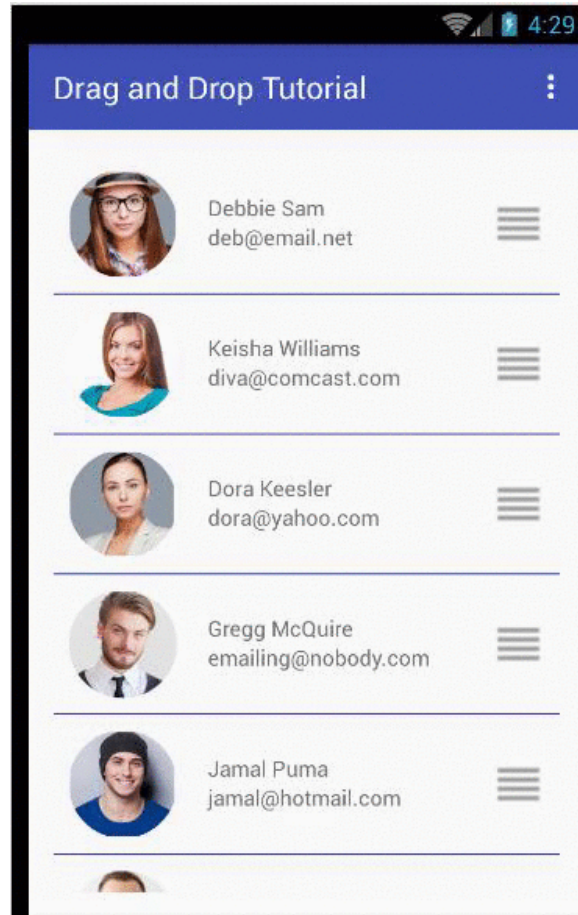 4:29
Drag and Drop Tutorial
Debbie Sam
deb@email.net
Keisha Williams
diva@comcast.com
Dora Keesler
dora@yahoo.com
Gregg McQuire
emailing@nobody.com
Jamal Puma
jamal@hotmail.com